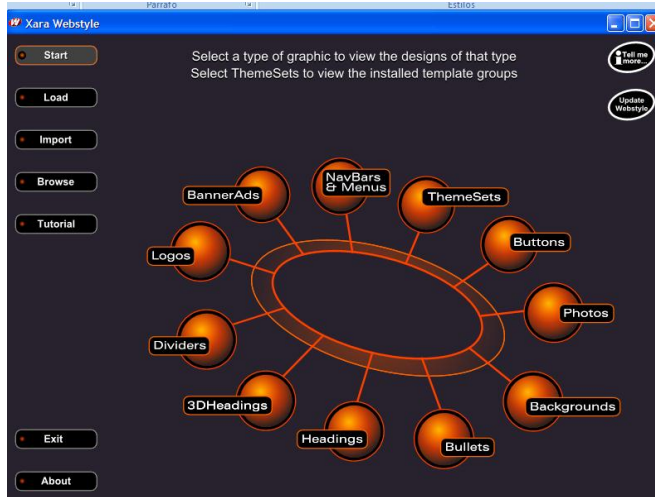 Párrafo
Estilos
Xara Webstyle
Start
Load
Import
Browse
Tutorial
Exit
About
Select a type of graphic to view the designs of that type
Select ThemeSets to view the installed template groups
Tell me
more...
Update
Webstyle
NavBars
& Menus
BannerAds
ThemeSets
Buttons
Logos
Photos
Dividers
3DHeadings
Backgrounds
Headings
Bullets